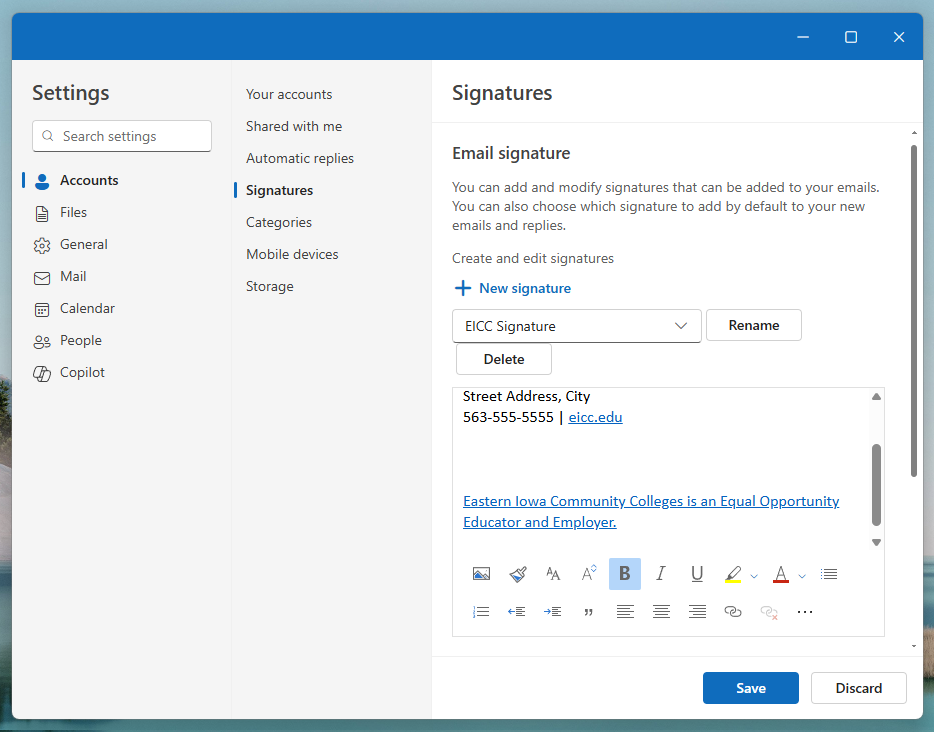 Settings
Search settings
Accounts
Files
General
Mail
Calendar
People
Copilot
Your accounts
Shared with me
Automatic replies
Signatures
Categories
Mobile devices
Storage
Signatures
Email signature
You can add and modify signatures that can be added to your emails.
You can also choose which signature to add by default to your new
emails and replies.
Create and edit signatures
New signature
EICC Signature
Rename
Delete
Street Address, City
563-555-5555 | eicc.edu
Eastern Iowa Community Colleges is an Equal Opportunity
Educator and Employer.
Save
Discard